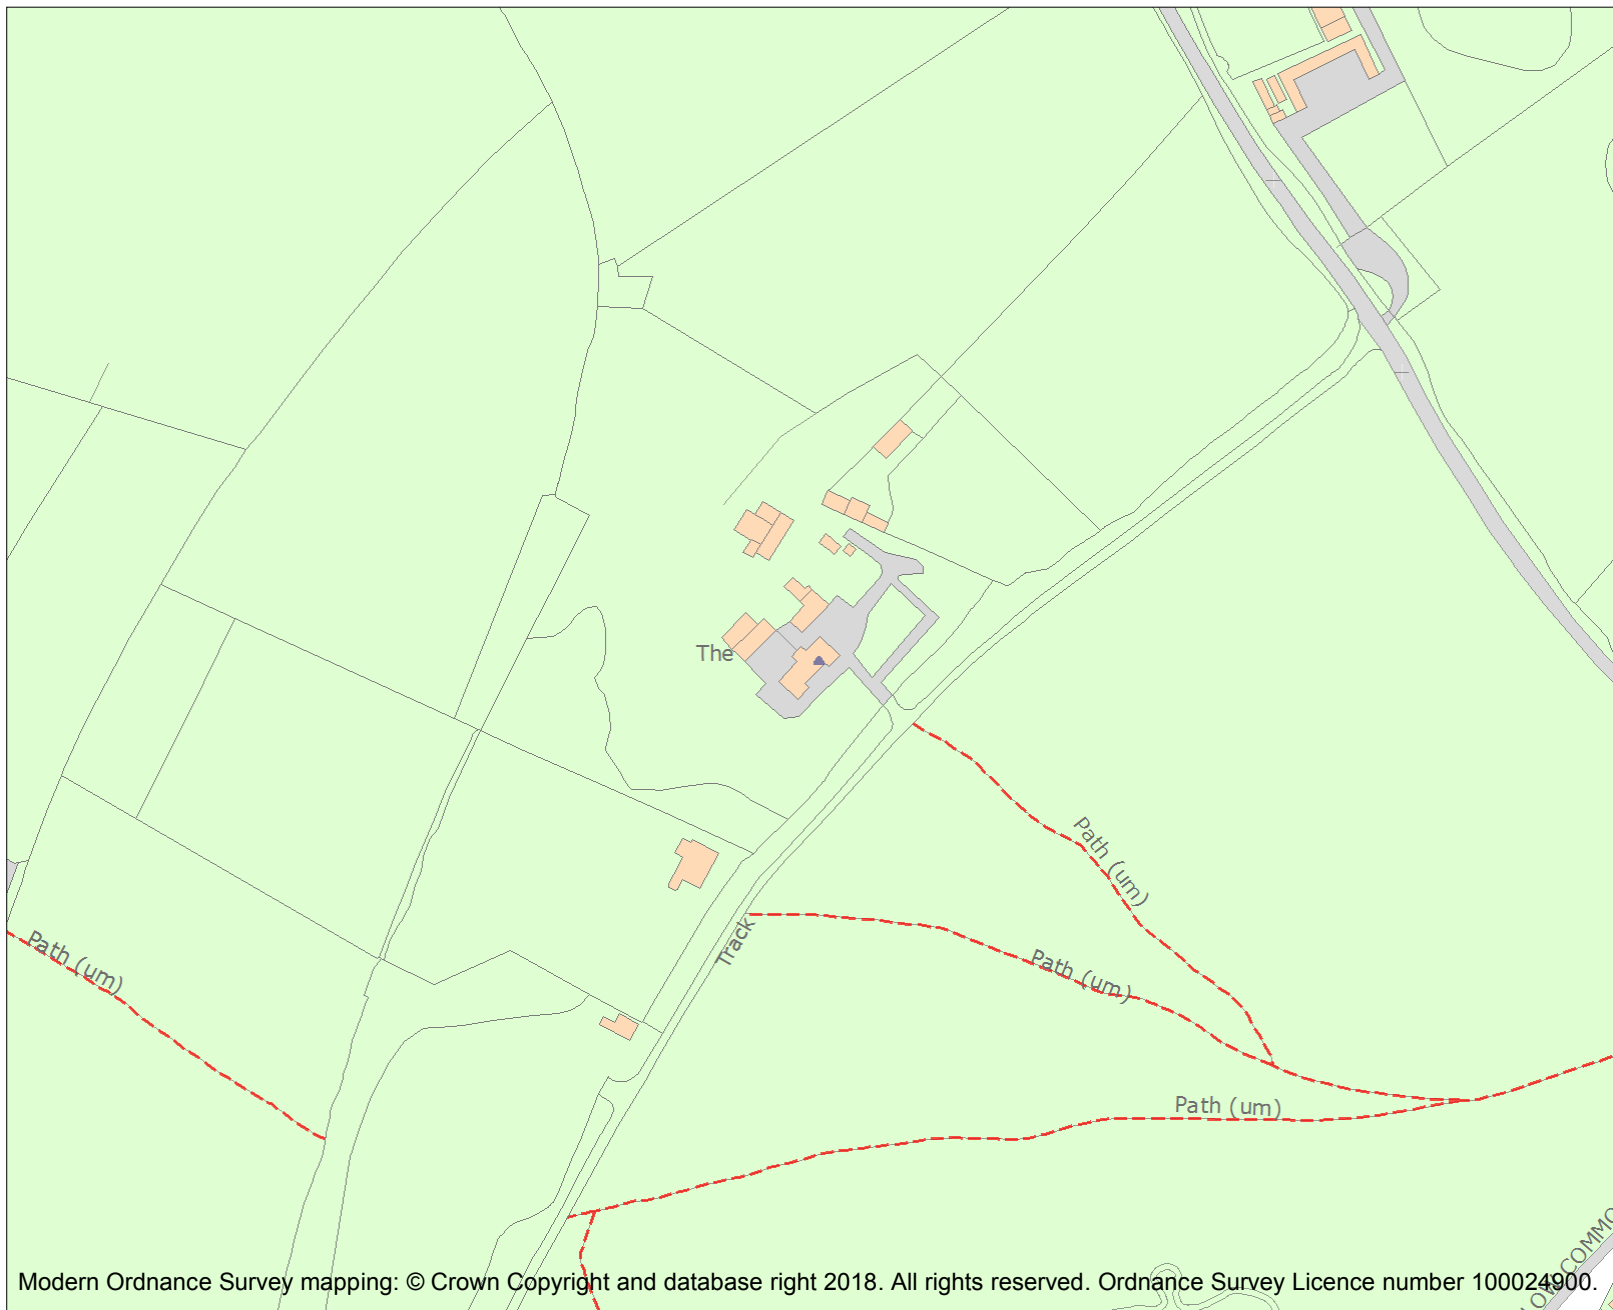 The
Path (um)
Track
Path (um)
Path (um)
Path (um)
Modern Ordnance Survey mapping: © Crown Copyright and database right 2018. All rights reserved. Ordnance Survey Licence number 100024900.